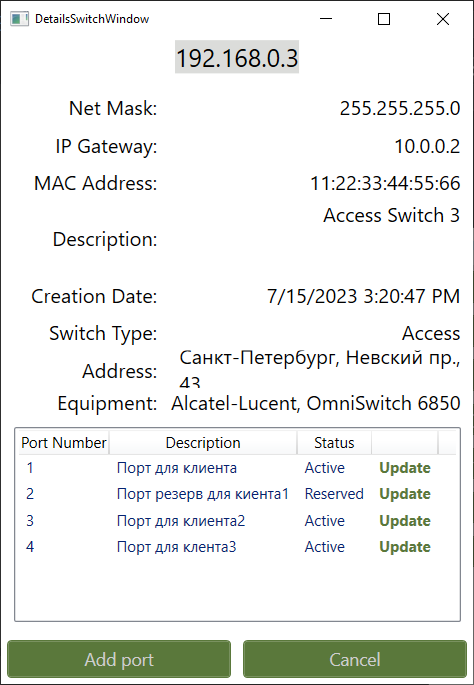 DetailsSwitchWindow
192.168.0.3
Net Mask: 255.255.255.0
IP Gateway: 10.0.0.2
MAC Address: 11:22:33:44:55:66
Access Switch 3
Description:
Creation Date: 7/15/2023 3:20:47 PM
Switch Type: Access
Address: Санкт-Петербург, Невский пр.,
43
Equipment: Alcatel-Lucent, OmniSwitch 6850
Port Number Description Status
1 Порт для клиента Active Update
2 Порт резерв для киента1 Reserved Update
3 Порт для клиента2 Active Update
4 Порт для клента3 Active Update
Add port Cancel